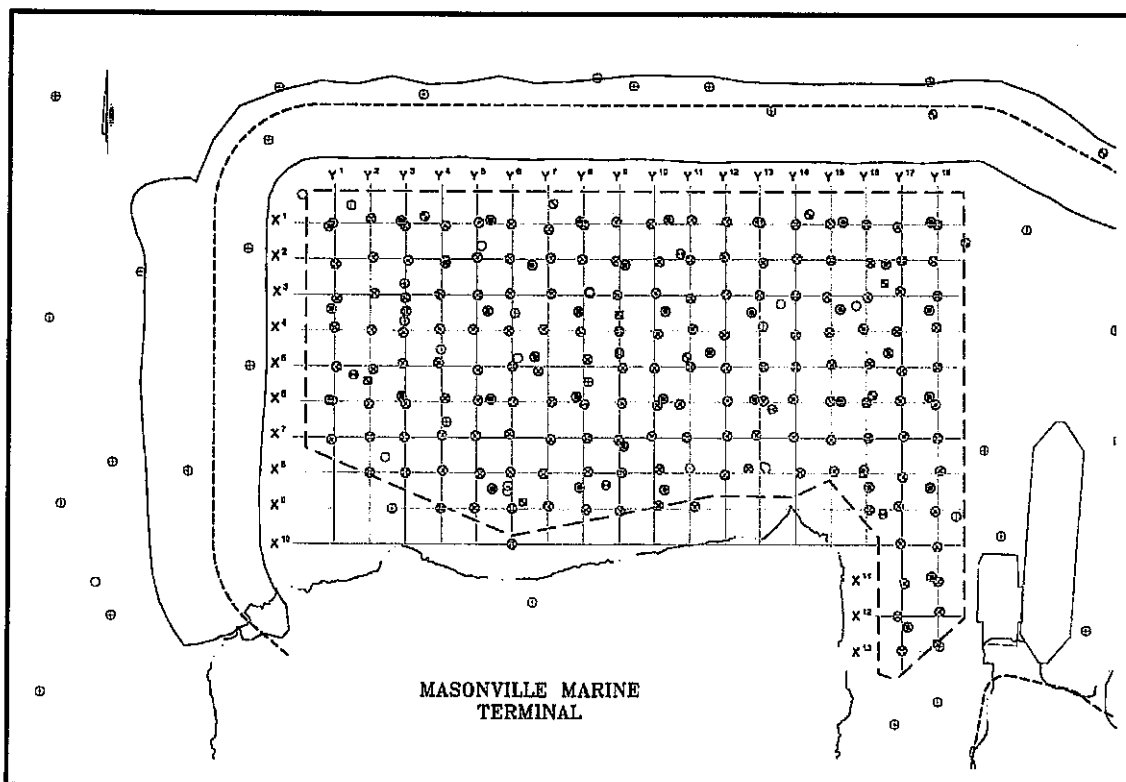 Y1 Y2 Y3 Y4 Y5 Y6 Y7 Y8 Y9 Y10 Y11 Y12 Y13 Y14 Y15 Y16 Y17 Y18
X1
X2
X3
X4
X5
X6
X7
X8
X9
X10
X11
X12
X13
MASONVILLE MARINE
TERMINAL